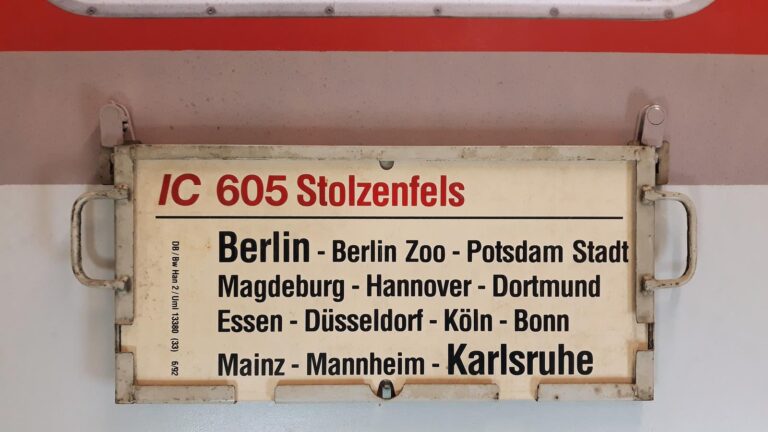 IC 605 Stolzenfels
Berlin - Berlin Zoo - Potsdam Stadt
Magdeburg - Hannover - Dortmund
Essen - Düsseldorf - Köln - Bonn
Mainz - Mannheim - Karlsruhe
DB / Bw Han 2 / Uml 13380 (33) 6/92